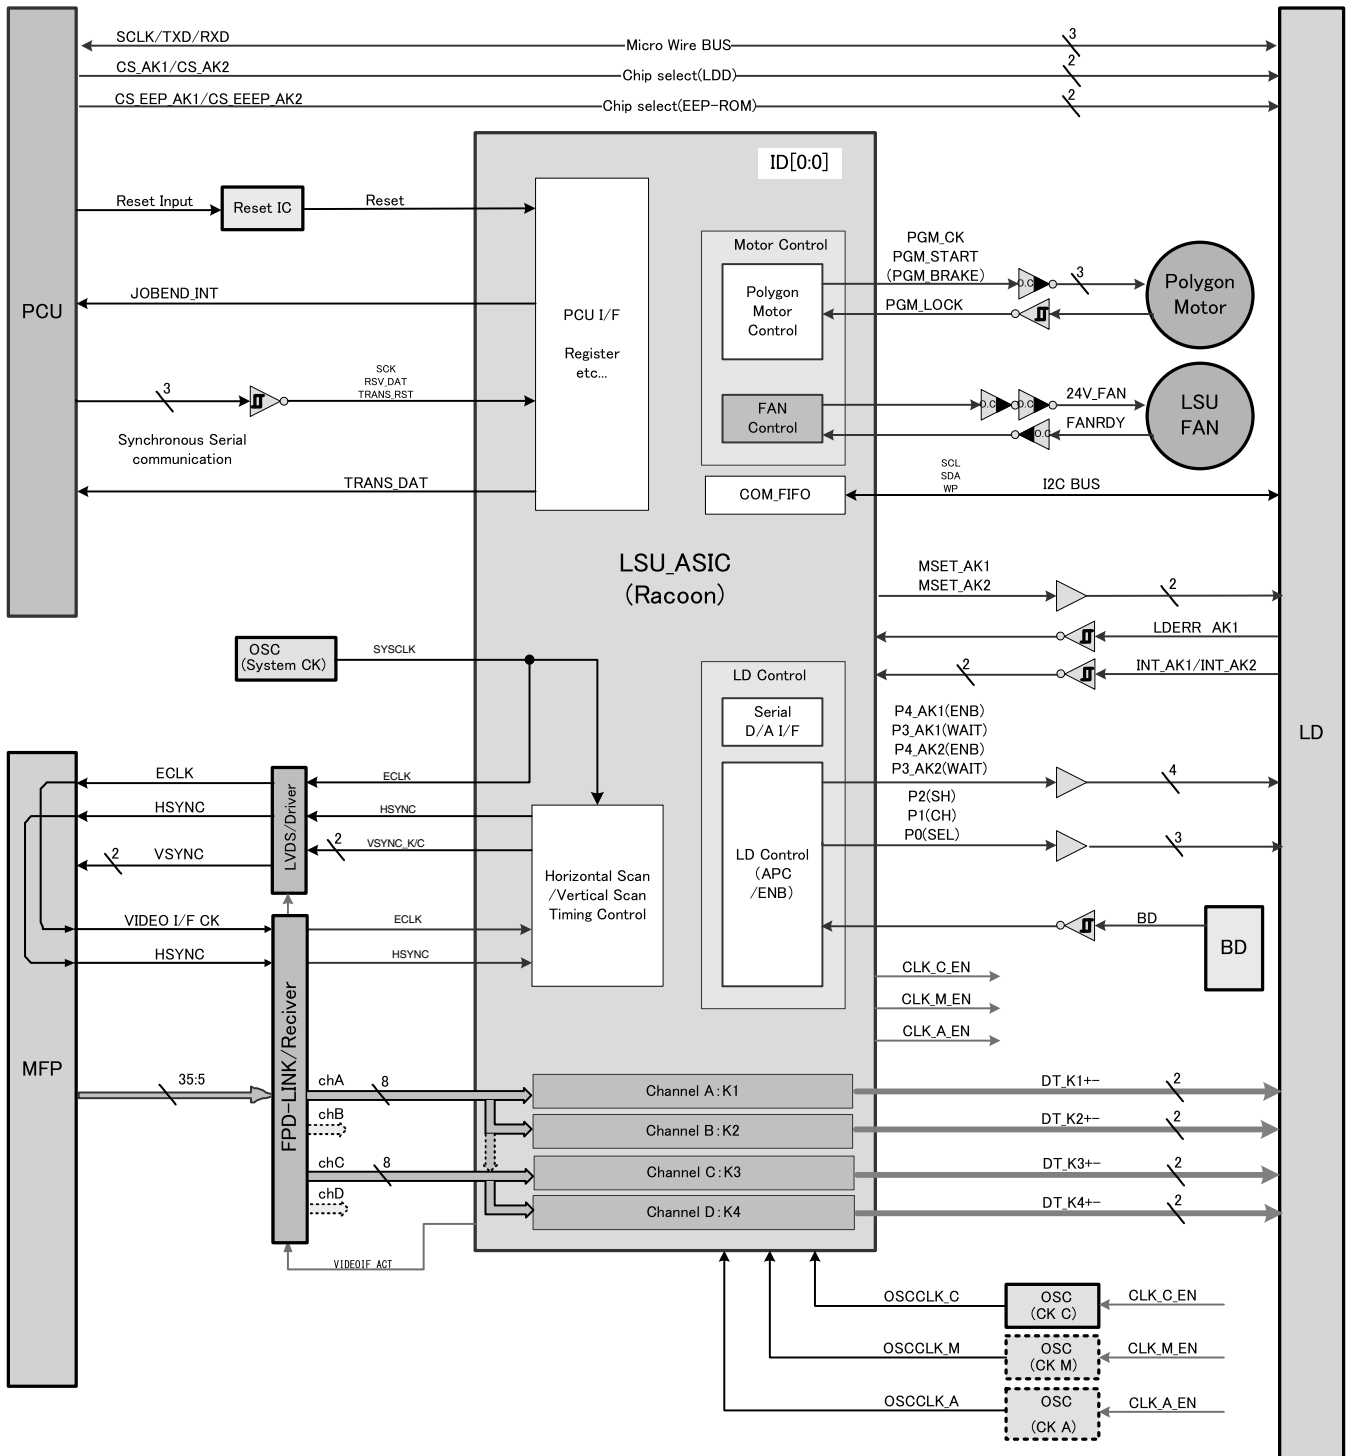 SCLK/TXD/RXD
Micro Wire BUS
3
CS_AK1/CS_AK2
Chip select(LDD)
2
CS_EEP_AK1/CS_EEEP_AK2
Chip select(EEP-ROM)
2
PCU
ID[0:0]
Reset Input
Reset IC
Reset
JOBEND_INT
3
SCK
RSV_DAT
TRANS_RST
Synchronous Serial
communication
TRANS_DAT
PCU I/F
Register
etc...
Motor Control
Polygon
Motor
Control
FAN
Control
COM_FIFO
PGM_CK
PGM_START
(PGM_BRAKE)
O.C
3
PGM_LOCK
Polygon
Motor
O.C
O.C
24V_FAN
FANRDY
O.C
LSU
FAN
SCL
SDA
WP
I2C BUS
LSU_ASIC
(Racoon)
MSET_AK1
MSET_AK2
2
LDERR AK1
2
INT_AK1/INT_AK2
LD
OSC
(System CK)
SYSCLK
LD Control
Serial
D/A I/F
LD Control
(APC
/ENB)
P4_AK1(ENB)
P3_AK1(WAIT)
P4_AK2(ENB)
P3_AK2(WAIT)
4
P2(SH)
P1(CH)
P0(SEL)
3
BD
BD
CLK_C_EN
CLK_M_EN
CLK_A_EN
MFP
ECLK
HSYNC
2
VSYNC
LVDS/Driver
ECLK
HSYNC
2
VSYNC_K/C
Horizontal Scan
/Vertical Scan
Timing Control
VIDEO I/F CK
HSYNC
FPD-LINK/Reciver
ECLK
HSYNC
35:5
chA
8
chB
chC
8
chD
Channel A:K1
Channel B:K2
Channel C:K3
Channel D:K4
DT_K1+-
2
DT_K2+-
2
DT_K3+-
2
DT_K4+-
2
VIDEOIF_ACT
OSCCLK_C
OSC
(CK C)
CLK_C_EN
OSCCLK_M
OSC
(CK M)
CLK_M_EN
OSCCLK_A
OSC
(CK A)
CLK_A_EN